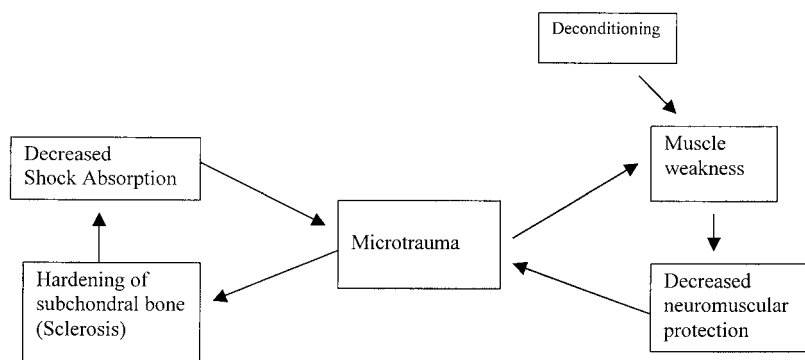 Deconditioning
Decreased
Shock Absorption
Muscle
weakness
Microtrauma
Hardening of
subchondral bone
(Sclerosis)
Decreased
neuromuscular
protection